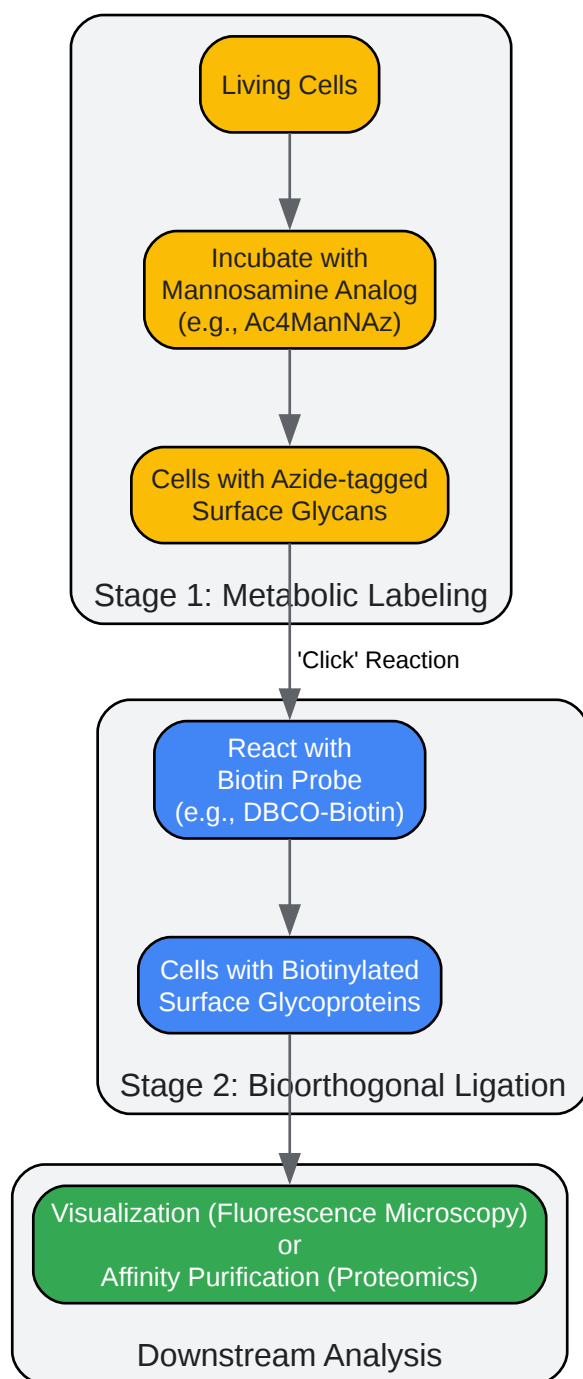 Living Cells
Incubate with
Mannosamine Analog
(e.g., Ac4ManNAz)
Cells with Azide-tagged
Surface Glycans
Stage 1: Metabolic Labeling
'Click' Reaction
React with
Biotin Probe
(e.g., DBCO-Biotin)
Cells with Biotinylated
Surface Glycoproteins
Stage 2: Bioorthogonal Ligation
Visualization (Fluorescence Microscopy)
or
Affinity Purification (Proteomics)
Downstream Analysis